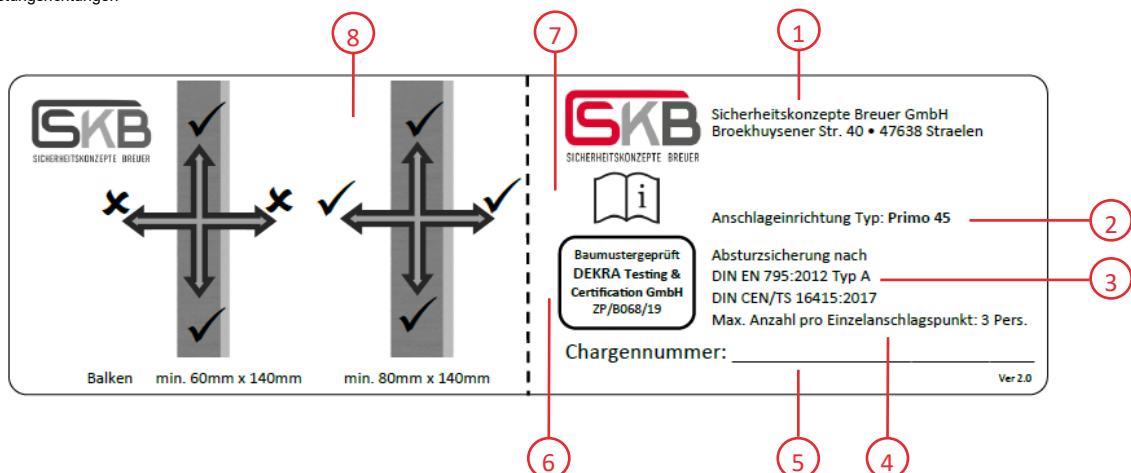 8
7
1
SKB
SICHERHEITSKONZEPTE BREUER
Balken min. 60mm x 140mm min. 80mm x 140mm
SKB
SICHERHEITSKONZEPTE BREUER
Sicherheitskonzepte Breuer GmbH
Broekhuysener Str. 40 • 47638 Straelen
i
Anschlageinrichtung Typ: Primo 45
2
Baumustergeprüft
DEKRA Testing &
Certification GmbH
ZP/B068/19
Absturzsicherung nach
DIN EN 795:2012 Typ A
3
DIN CEN/TS 16415:2017
Max. Anzahl pro Einzelanschlagspunkt: 3 Pers.
Chargennummer: ____________________
Ver 2.0
6
5
4